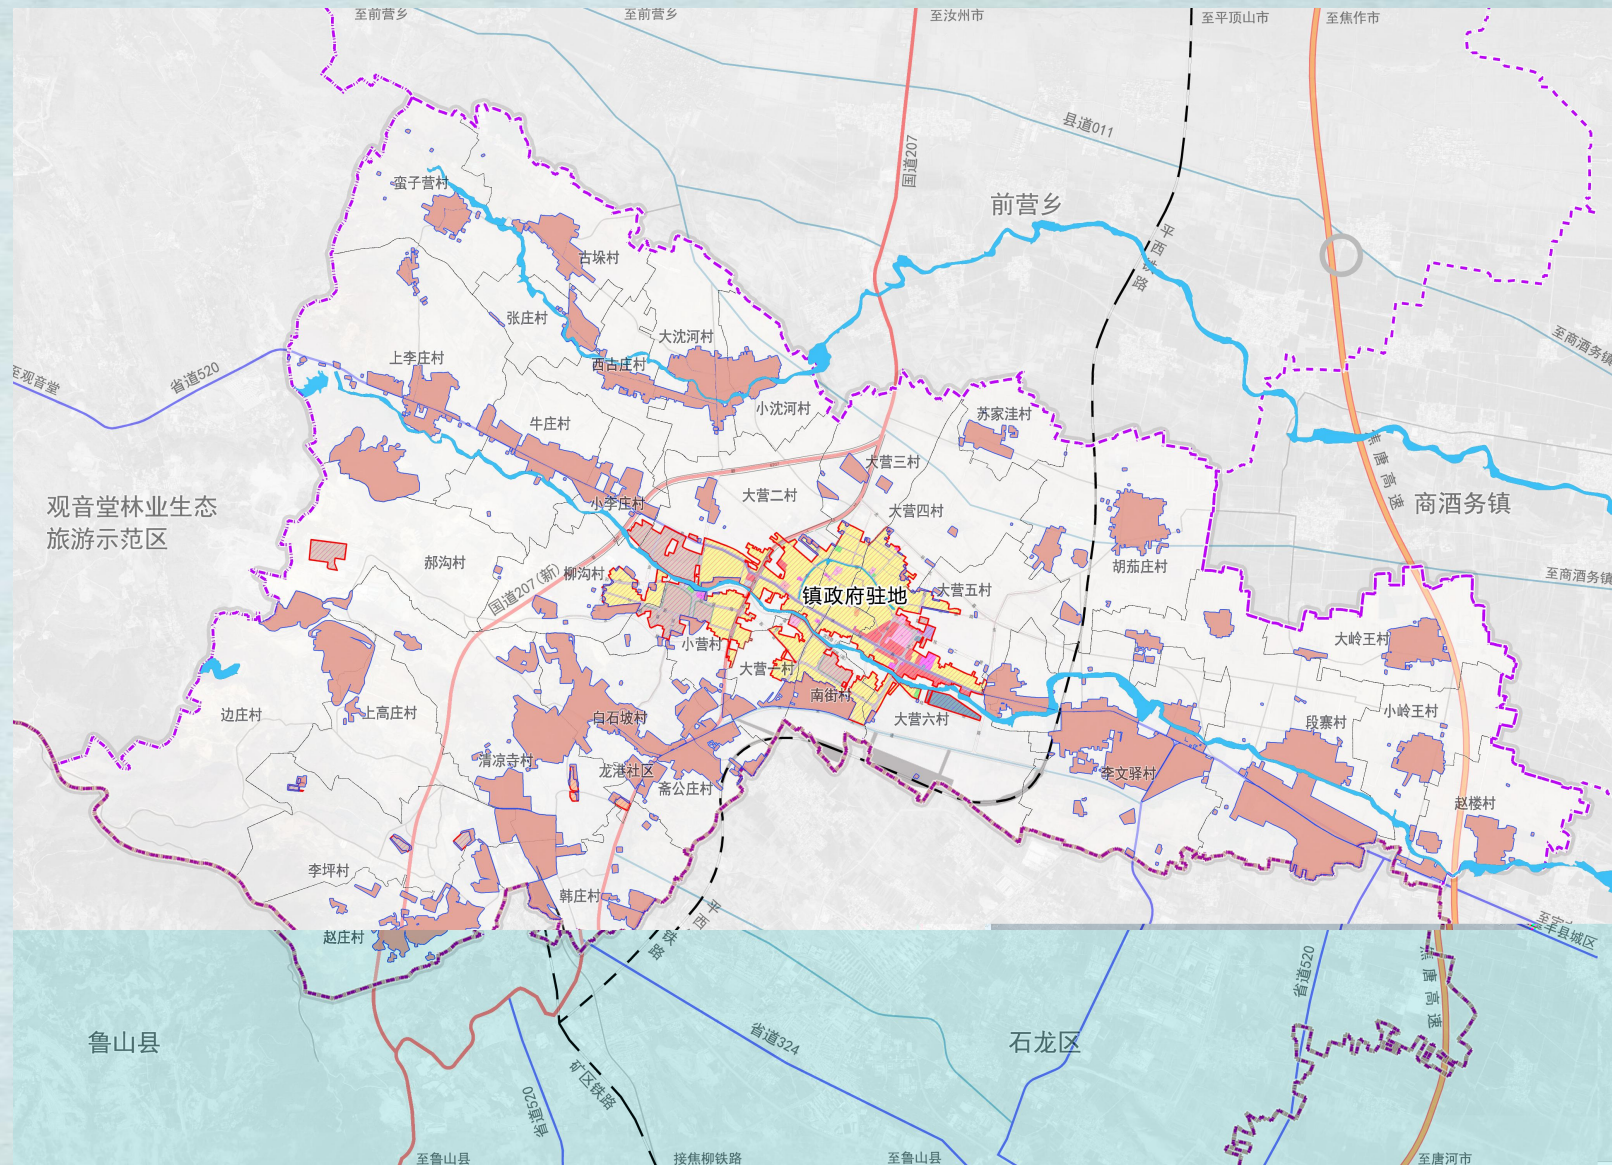 至前营乡
至前营乡
至汝州市
至平顶山市
至焦作市
县道011
国道207
前营乡
平西铁路
蛮子营村
古垛村
张庄村
大沈河村
西古庄村
上李庄村
小沈河村
牛庄村
苏家洼村
至商酒务镇
省道520
至观音堂
大营三村
大营二村
大营四村
小李庄村
焦唐高速
商酒务镇
观音堂林业生态
旅游示范区
郝沟村
柳沟村
国道207(新)
胡茄庄村
至商酒务镇
大营五村
镇政府驻地
小营村
大营一村
南街村
大营六村
大岭王村
小岭王村
段寨村
边庄村
上高庄村
白石坡村
清凉寺村
龙港社区
斋公庄村
李文驿村
赵楼村
李坪村
韩庄村
赵庄村
平西铁路
焦唐高速
省道520
鲁山县
石龙区
省道324
矿区铁路
省道520
至鲁山县
接焦柳铁路
至鲁山县
至唐河市